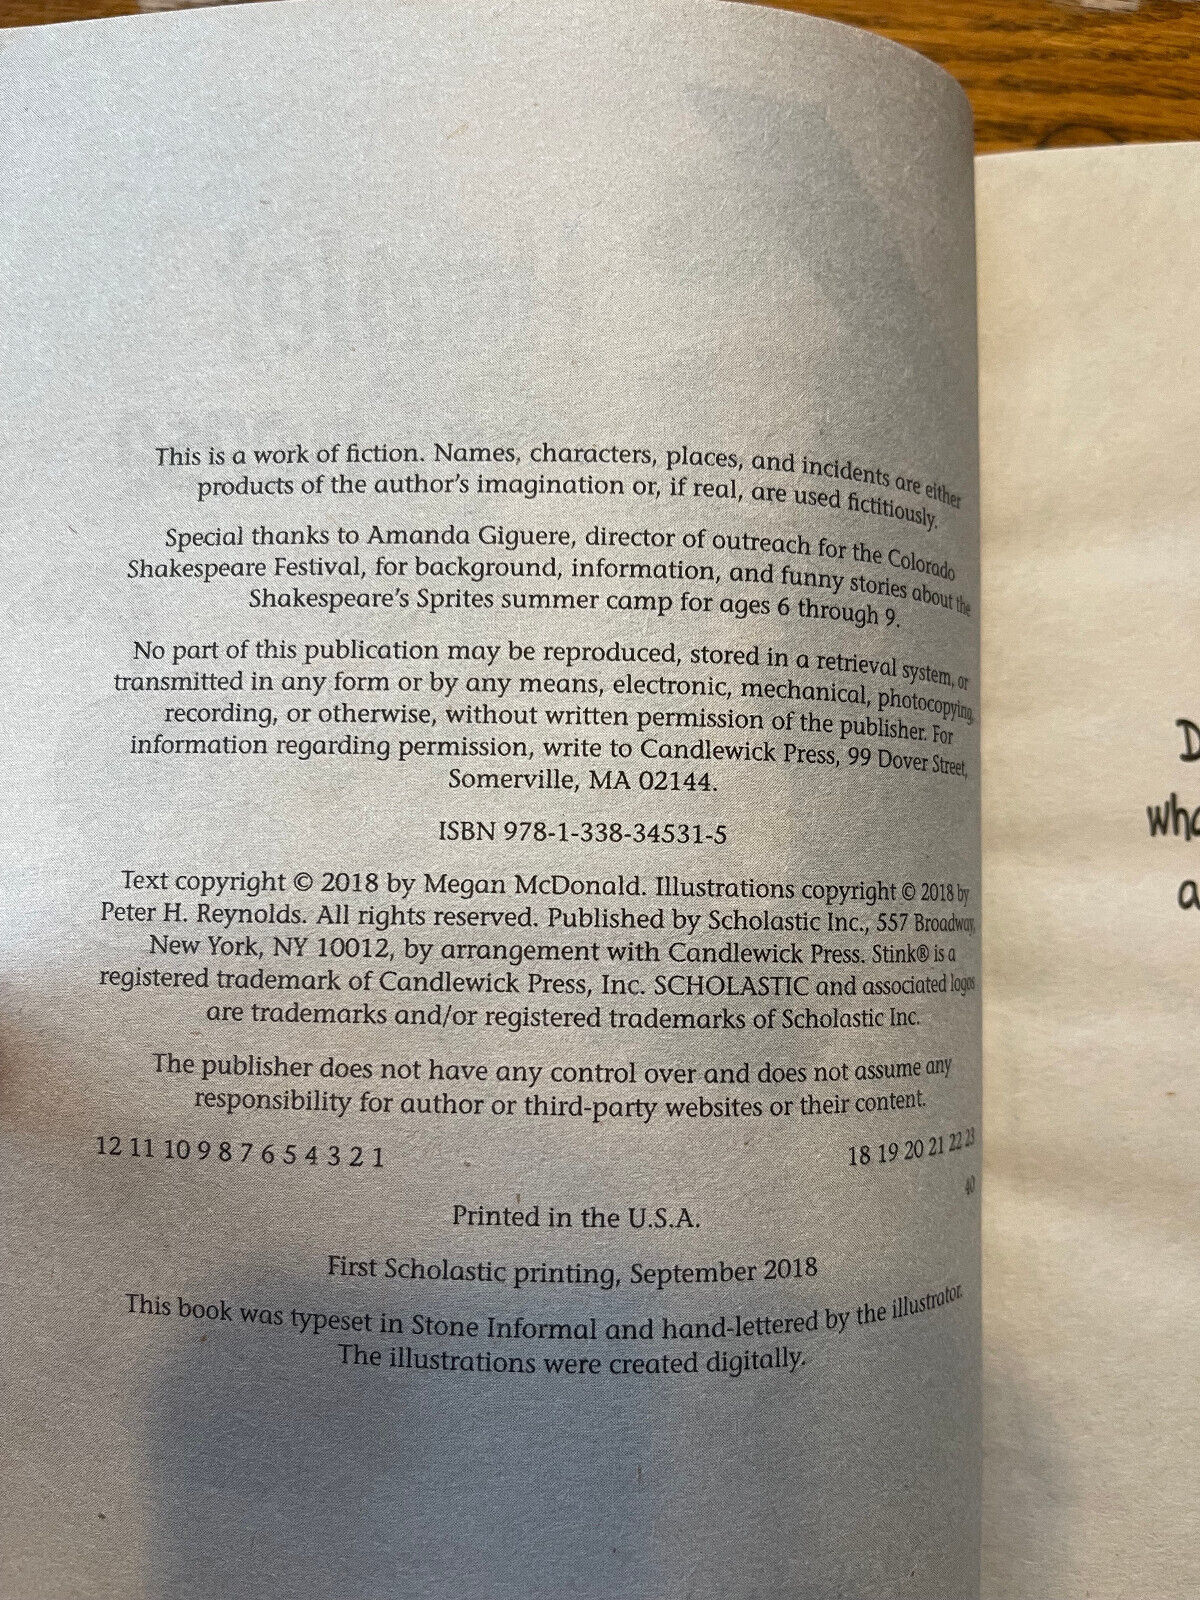 This is a work of fiction. Names, characters, places, and incidents are either
products of the author's imagination or, if real, are used fictitiously.
Special thanks to Amanda Giguere, director of outreach for the Colorado
Shakespeare Festival, for background, information, and funny stories about the
Shakespeare's Sprites summer camp for ages 6 through 9.
No part of this publication may be reproduced, stored in a retrieval system, or
transmitted in any form or by any means, electronic, mechanical, photocopying,
recording, or otherwise, without written permission of the publisher. For
information regarding permission, write to Candlewick Press, 99 Dover Street,
Somerville, MA 02144.
ISBN 978-1-338-34531-5
Text copyright © 2018 by Megan McDonald. Illustrations copyright © 2018 by
Peter H. Reynolds. All rights reserved. Published by Scholastic Inc., 557 Broadway,
New York, NY 10012, by arrangement with Candlewick Press. Stink® is a
registered trademark of Candlewick Press, Inc. SCHOLASTIC and associated logos
are trademarks and/or registered trademarks of Scholastic Inc.
The publisher does not have any control over and does not assume any
responsibility for author or third-party websites or their content.
12 11 10 9 8 7 6 5 4 3 2 1 18 19 20 21 22 23
40
Printed in the U.S.A.
First Scholastic printing, September 2018
This book was typeset in Stone Informal and hand-lettered by the illustrator.
The illustrations were created digitally.